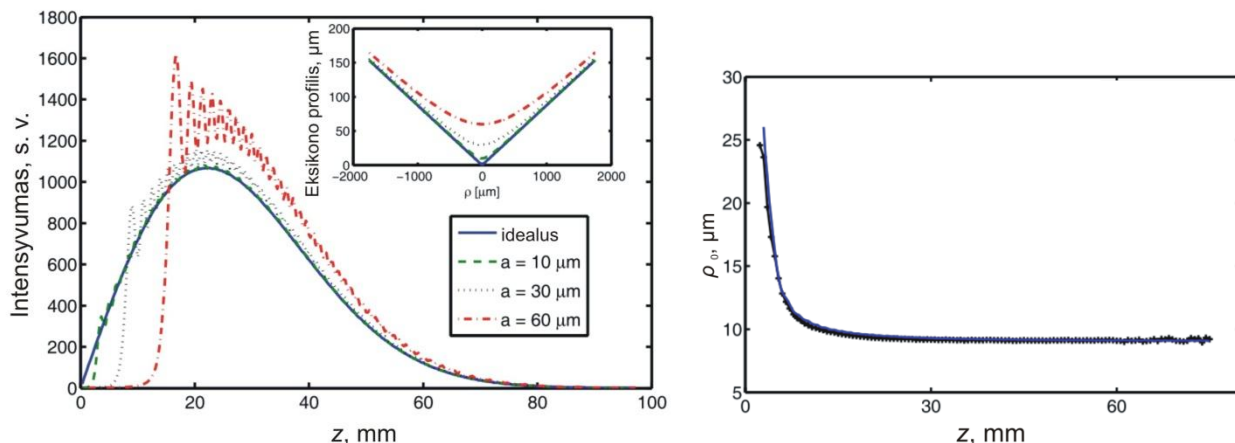 1800
1600
1400
1200
1000
800
600
400
200
0
Intensyvumas, s. v.
0 20 40 60 80 100
z, mm
200
150
100
50
0
Eksikono profilis, µm
−2000 −1000 0 1000 2000
ρ [µm]
idealus
a = 10 µm
a = 30 µm
a = 60 µm
30
25
20
15
10
5
ρ₀, µm
0 30 60
z, mm